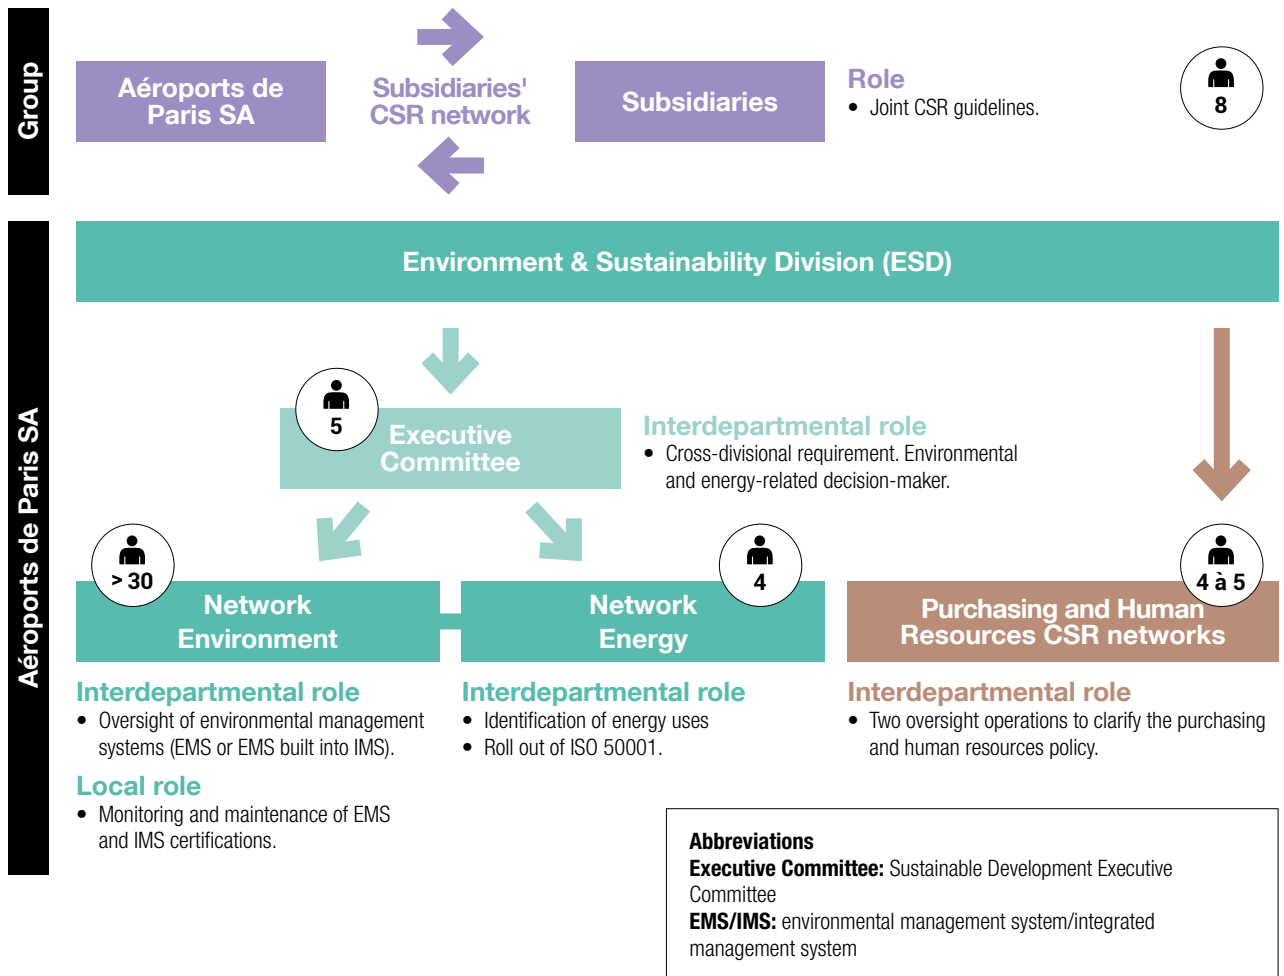 Group
Aéroports de
Paris SA
Subsidiaries'
CSR network
Subsidiaries
Role
• Joint CSR guidelines.
8
Aéroports de Paris SA
Environment & Sustainability Division (ESD)
5
Executive
Committee
Interdepartmental role
• Cross-divisional requirement. Environmental
and energy-related decision-maker.
> 30
Network
Environment
4
Network
Energy
4 à 5
Purchasing and Human
Resources CSR networks
Interdepartmental role
• Oversight of environmental management
systems (EMS or EMS built into IMS).
Local role
• Monitoring and maintenance of EMS
and IMS certifications.
Interdepartmental role
• Identification of energy uses
• Roll out of ISO 50001.
Interdepartmental role
• Two oversight operations to clarify the purchasing
and human resources policy.
Abbreviations
Executive Committee: Sustainable Development Executive
Committee
EMS/IMS: environmental management system/integrated
management system